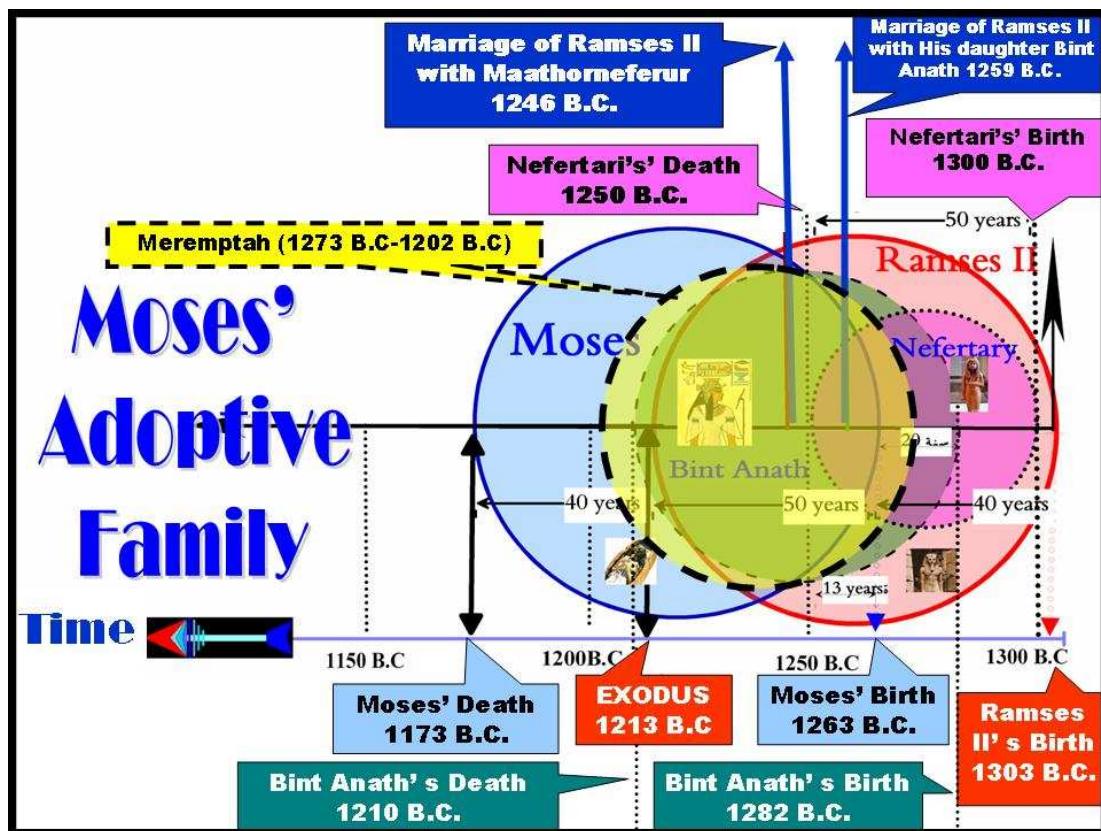 Marriage of Ramses II
with Maathorneferur
1246 B.C.
Marriage of Ramses II
with His daughter Bint
Anath 1259 B.C.
Nefertari's' Death
1250 B.C.
Nefertari's' Birth
1300 B.C.
50 years
Meremptah (1273 B.C-1202 B.C)
Ramses II
Moses
Nefertary
Moses'
Adoptive
Family
سنة 20
Bint Anath
40 years
50 years
40 years
13 years
Time
1150 B.C
1200B.C
1250 B.C
1300 B.C
Moses' Death
1173 B.C.
EXODUS
1213 B.C
Moses' Birth
1263 B.C.
Ramses
II' s Birth
1303 B.C.
Bint Anath' s Death
1210 B.C.
Bint Anath' s Birth
1282 B.C.